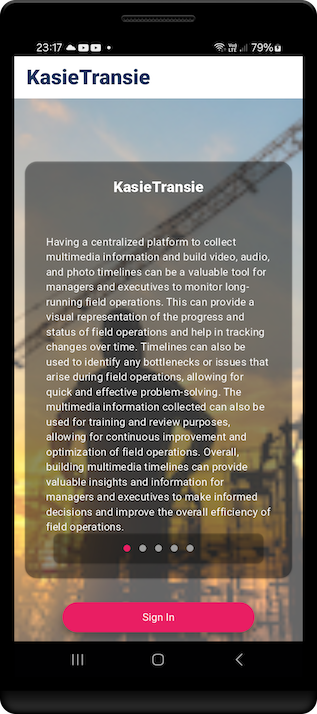 23:17 79%
KasieTransie
KasieTransie
Having a centralized platform to collect
multimedia information and build video, audio,
and photo timelines can be a valuable tool for
managers and executives to monitor long-
running field operations. This can provide a
visual representation of the progress and
status of field operations and help in tracking
changes over time. Timelines can also be
used to identify any bottlenecks or issues that
arise during field operations, allowing for
quick and effective problem-solving. The
multimedia information collected can also be
used for training and review purposes,
allowing for continuous improvement and
optimization of field operations. Overall,
building multimedia timelines can provide
valuable insights and information for
managers and executives to make informed
decisions and improve the overall efficiency of
field operations.
Sign In